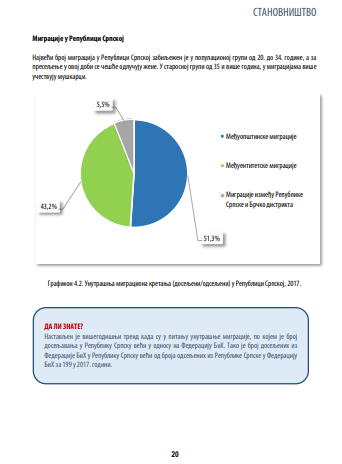 СТАНОВНИШТВО
Миграције у Републици Српској
Највећи број миграција у Републици Српској забиљежен је у популационој групи од 20. до 34. године, а за
пресељење у овој доби се чешће одлучују жене. У старосној групи од 35 и више година, у миграцијама више
учествују мушкарци.
5,5%
43,2%
51,3%
Међуопштинске миграције
Међуентитетске миграције
Миграције између Републике
Српске и Брчко дистрикта
Графикон 4.2. Унутрашња миграциона кретања (досељени/одсељени) у Републици Српској, 2017.
ДА ЛИ ЗНАТЕ?
Настављен је вишегодишњи тренд када су у питању унутрашње миграције, по којем је број
досељавања у Републику Српску већи у односу на Федерацију БиХ. Тако је број досељених из
Федерације БиХ у Републику Српску већи од броја одсељених из Републике Српске у Федерацију
БиХ за 199 у 2017. години.
20